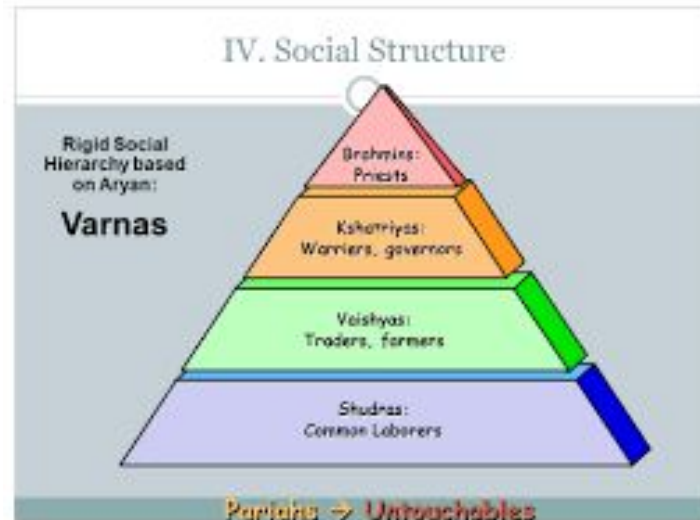 IV. Social Structure
Rigid Social
Hierarchy based
on Aryan:
Varnas
Brahmins:
Priests
Kshatriyas:
Warriers, governors
Vaishyas:
Traders, farmers
Shudras:
Common Laborers
Pariahs → Untouchables